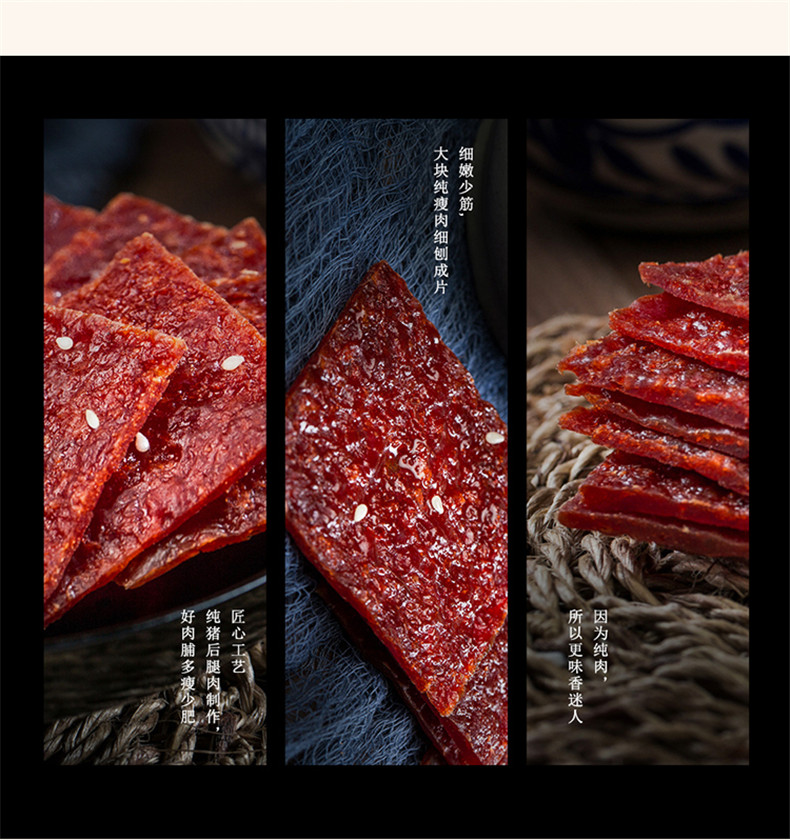 匠心工艺
纯猪后腿肉制作，
好肉脯多瘦少肥
细嫩少筋，
大块纯瘦肉细刨成片
因为纯肉，
所以更味香迷人